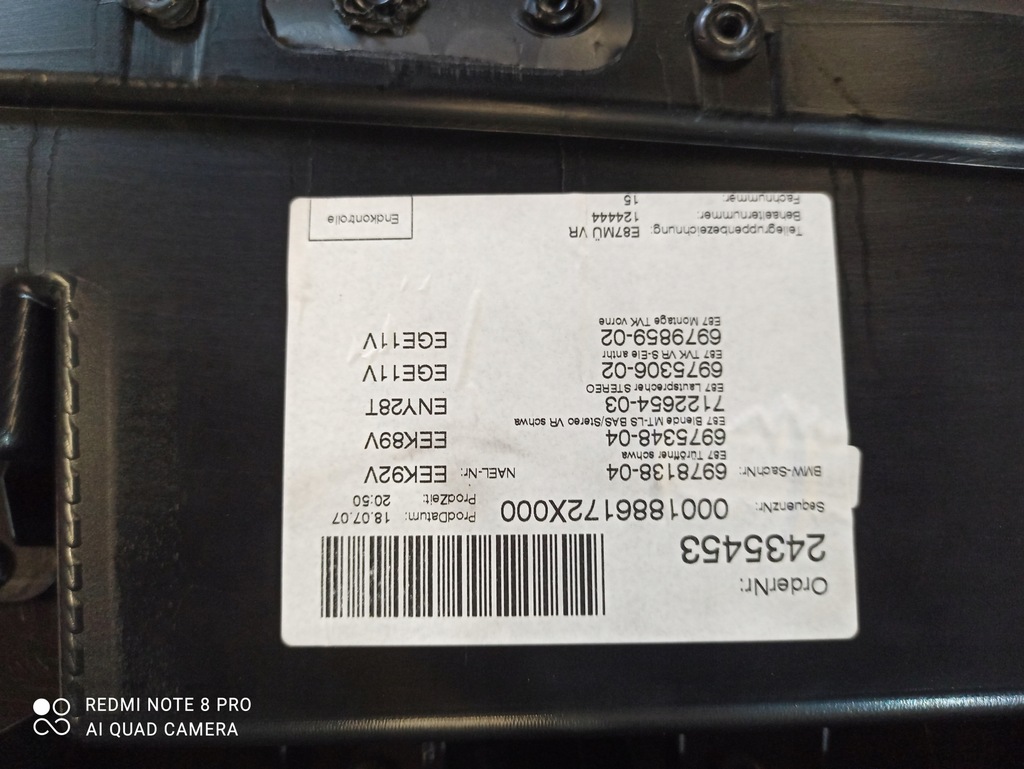 OrderNr:
2435453
SequenzNr: 0001886172X000 ProdDatum: 18.07.07
ProdZeit: 20:50
BMW-SachNr: 6978138-04 NAEL-Nr: EEK92V
E87 Türöffner schwa
6975348-04 EEK89V
E87 Blende MT-LS BAS/Stereo VR schwa
7122654-03 ENY28T
E87 Lautsprecher STEREO
6975306-02 EGE11V
E87 TVK VR S-Ele anthr
6979859-02 EGE11V
E87 Montage TVK vorne
Teilegruppenbezeichnung: E87MÜ VR
Behaelternummer: 124444
Fachnummer: 15
Endkontrolle
REDMI NOTE 8 PRO
AI QUAD CAMERA